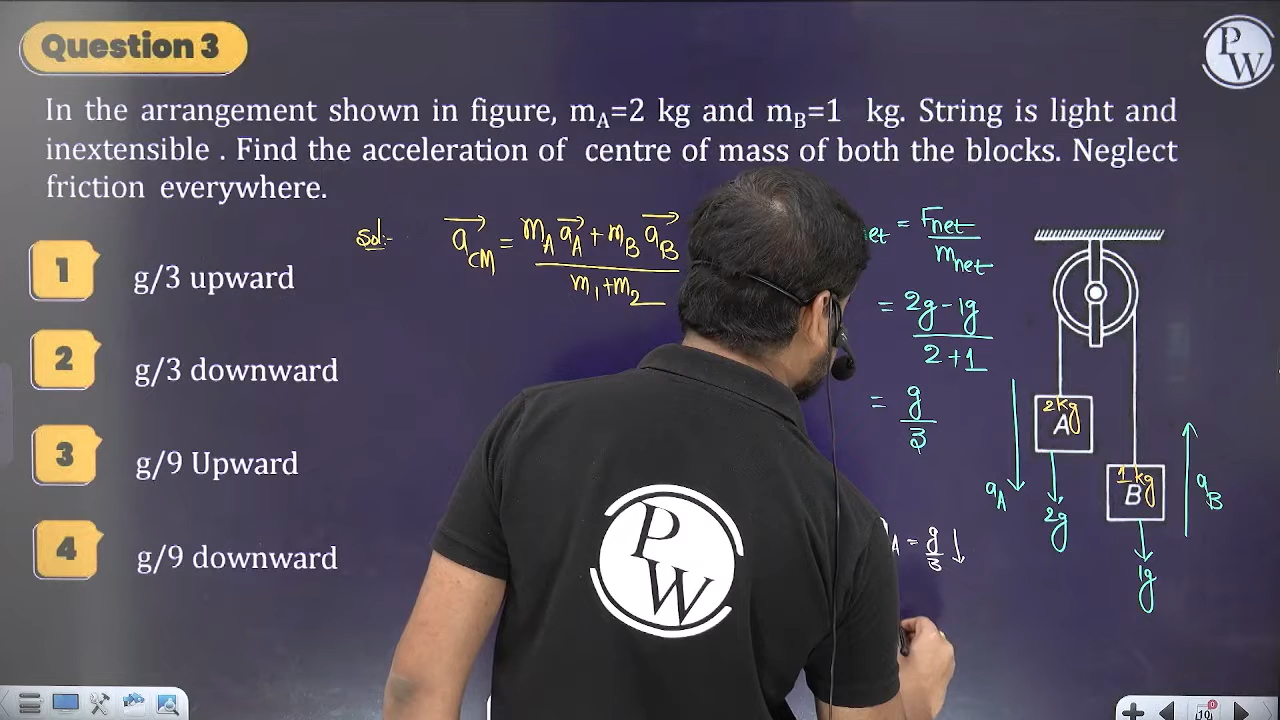 Question 3
PW
In the arrangement shown in figure, mA=2 kg and mB=1 kg. String is light and
inextensible . Find the acceleration of centre of mass of both the blocks. Neglect
friction everywhere.
1 g/3 upward
2 g/3 downward
3 g/9 Upward
4 g/9 downward
Sol:-
a⃗CM = mA a⃗A + mB a⃗B / m1+m2
= Fnet / mnet
= 2g-1g / 2+1
= g/3
A = g/3 ↓
2kg
A
1kg
B
aA
2g
aB
1g
PW